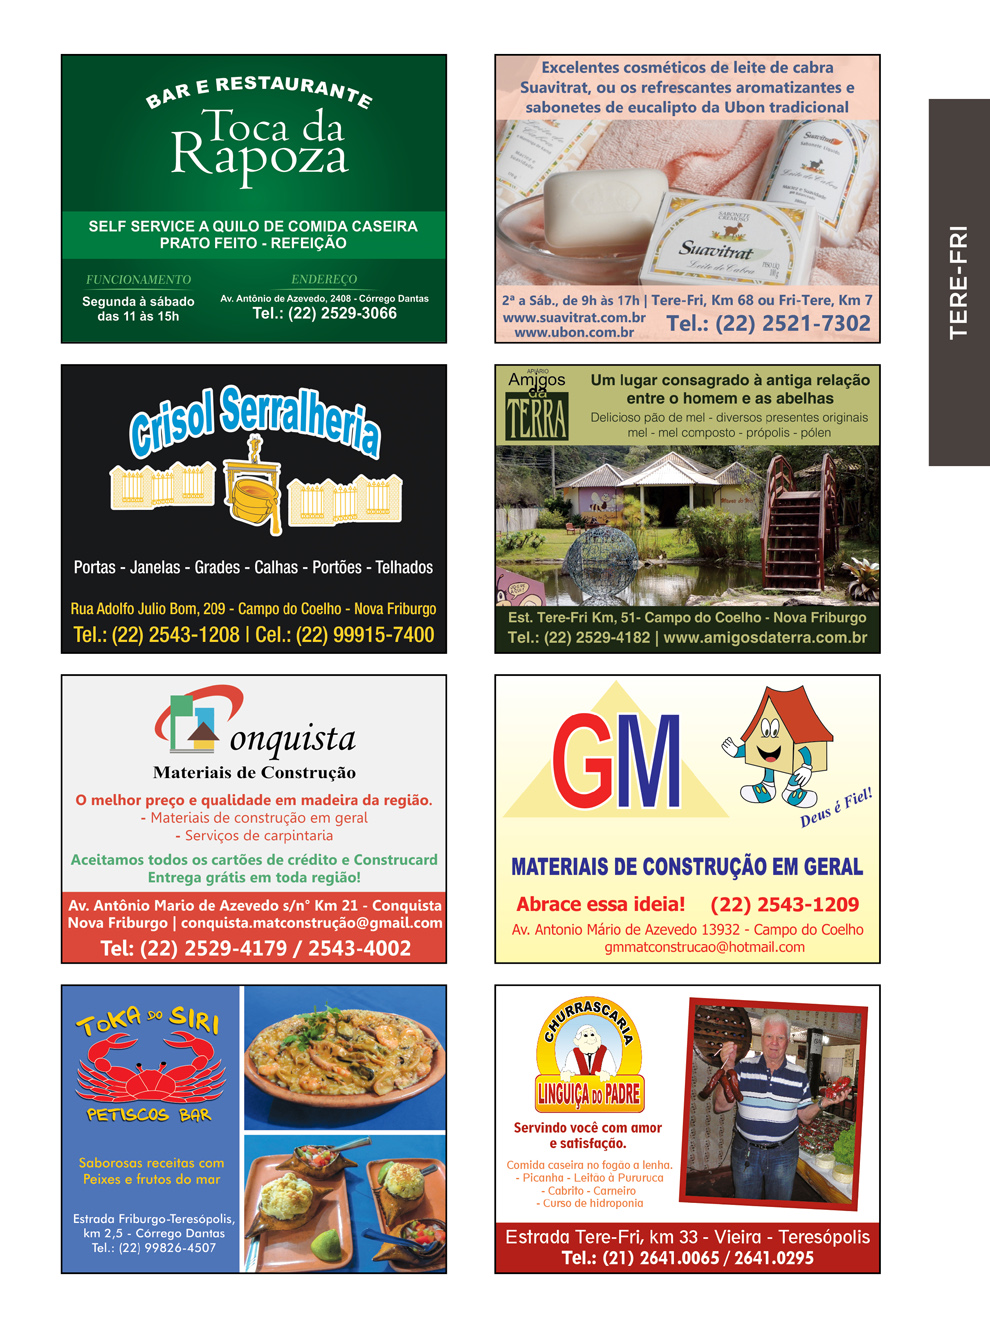 BAR E RESTAURANTE
Toca da
Rapoza
SELF SERVICE A QUILO DE COMIDA CASEIRA
PRATO FEITO - REFEIÇÃO
FUNCIONAMENTO
Segunda à sábado
das 11 às 15h
ENDEREÇO
Av. Antônio de Azevedo, 2408 - Córrego Dantas
Tel.: (22) 2529-3066
Excelentes cosméticos de leite de cabra
Suavitrat, ou os refrescantes aromatizantes e
sabonetes de eucalipto da Ubon tradicional
Suavitrat
Leite de Cabra
SABONETE
CREMOSO
Suavitrat
Leite de Cabra
2ª a Sáb., de 9h às 17h | Tere-Fri, Km 68 ou Fri-Tere, Km 7
www.suavitrat.com.br
www.ubon.com.br
Tel.: (22) 2521-7302
TERE-FRI
Crisol Serralheria
Portas - Janelas - Grades - Calhas - Portões - Telhados
Rua Adolfo Julio Bom, 209 - Campo do Coelho - Nova Friburgo
Tel.: (22) 2543-1208 | Cel.: (22) 99915-7400
APIÁRIO
Amigos
da
TERRA
Um lugar consagrado à antiga relação
entre o homem e as abelhas
Delicioso pão de mel - diversos presentes originais
mel - mel composto - própolis - pólen
Est. Tere-Fri Km, 51- Campo do Coelho - Nova Friburgo
Tel.: (22) 2529-4182 | www.amigosdaterra.com.br
Conquista
Materiais de Construção
O melhor preço e qualidade em madeira da região.
- Materiais de construção em geral
- Serviços de carpintaria
Aceitamos todos os cartões de crédito e Construcard
Entrega grátis em toda região!
Av. Antônio Mario de Azevedo s/n° Km 21 - Conquista
Nova Friburgo | conquista.matconstrução@gmail.com
Tel: (22) 2529-4179 / 2543-4002
GM
Deus é Fiel!
MATERIAIS DE CONSTRUÇÃO EM GERAL
Abrace essa ideia! (22) 2543-1209
Av. Antonio Mário de Azevedo 13932 - Campo do Coelho
gmmatconstrucao@hotmail.com
TOKA DO SIRI
PETISCOS BAR
Saborosas receitas com
Peixes e frutos do mar
Estrada Friburgo-Teresópolis,
km 2,5 - Córrego Dantas
Tel.: (22) 99826-4507
CHURRASCARIA
LINGUIÇA DO PADRE
Servindo você com amor
e satisfação.
Comida caseira no fogão a lenha.
- Picanha - Leitão à Pururuca
- Cabrito - Carneiro
- Curso de hidroponia
Estrada Tere-Fri, km 33 - Vieira - Teresópolis
Tel.: (21) 2641.0065 / 2641.0295